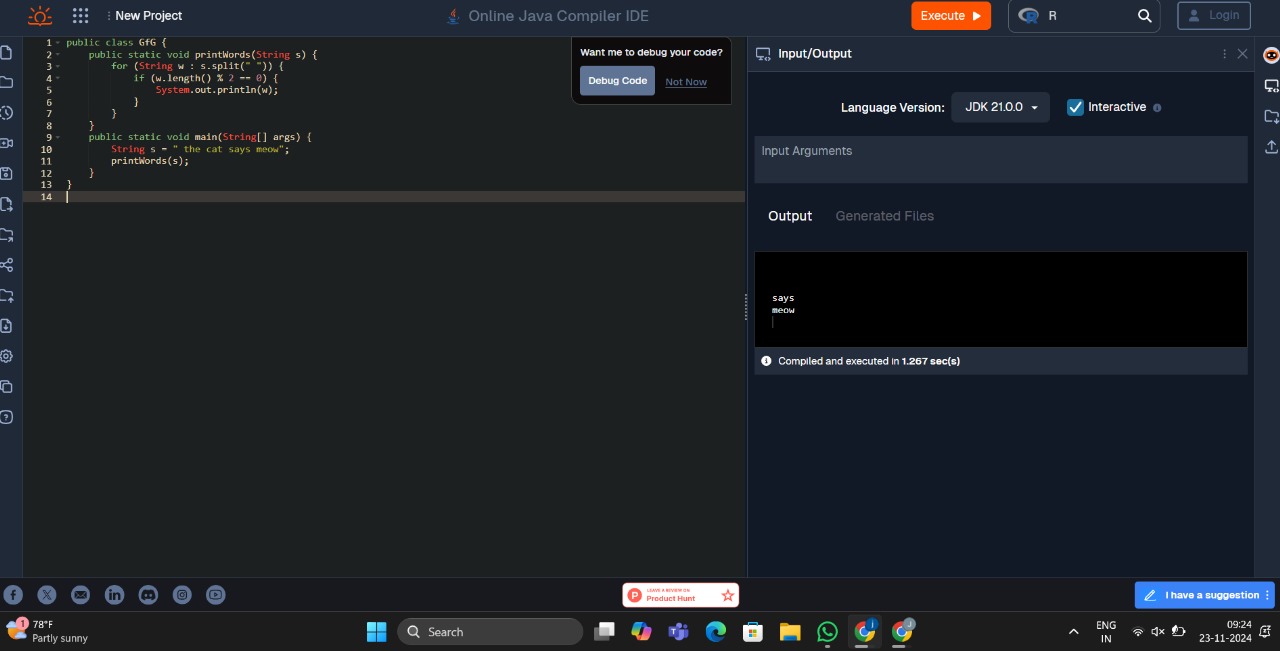 New Project
Online Java Compiler IDE
Execute
R
Login
1 public class GfG {
2     public static void printWords(String s) {
3         for (String w : s.split(" ")) {
4             if (w.length() % 2 == 0) {
5                 System.out.println(w);
6             }
7         }
8     }
9     public static void main(String[] args) {
10         String s = " the cat says meow";
11         printWords(s);
12     }
13 }
14
Want me to debug your code?
Debug Code
Not Now
Input/Output
Language Version:
JDK 21.0.0
Interactive
Input Arguments
Output
Generated Files
says
meow
Compiled and executed in 1.267 sec(s)
LEAVE A REVIEW ON
Product Hunt
I have a suggestion
1
78°F
Partly sunny
Search
ENG
IN
09:24
23-11-2024